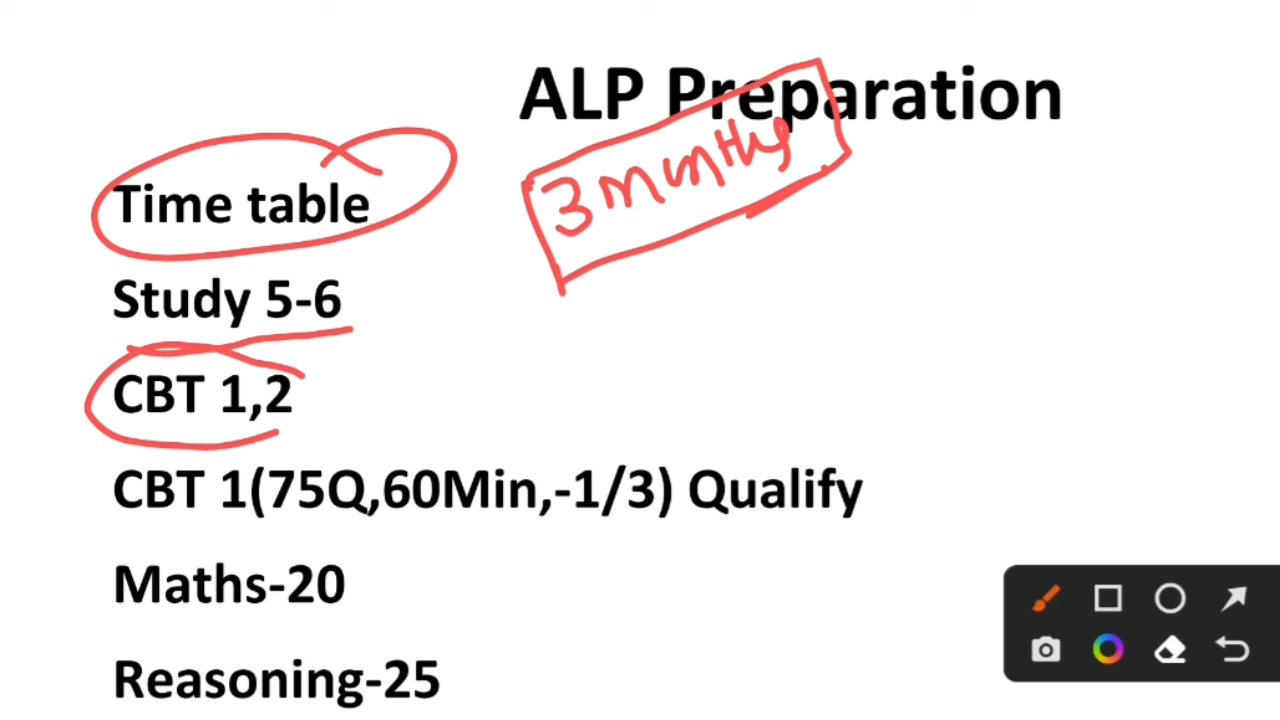 ALP Preparation
3 months
Time table
Study 5-6
CBT 1,2
CBT 1(75Q,60Min,-1/3) Qualify
Maths-20
Reasoning-25